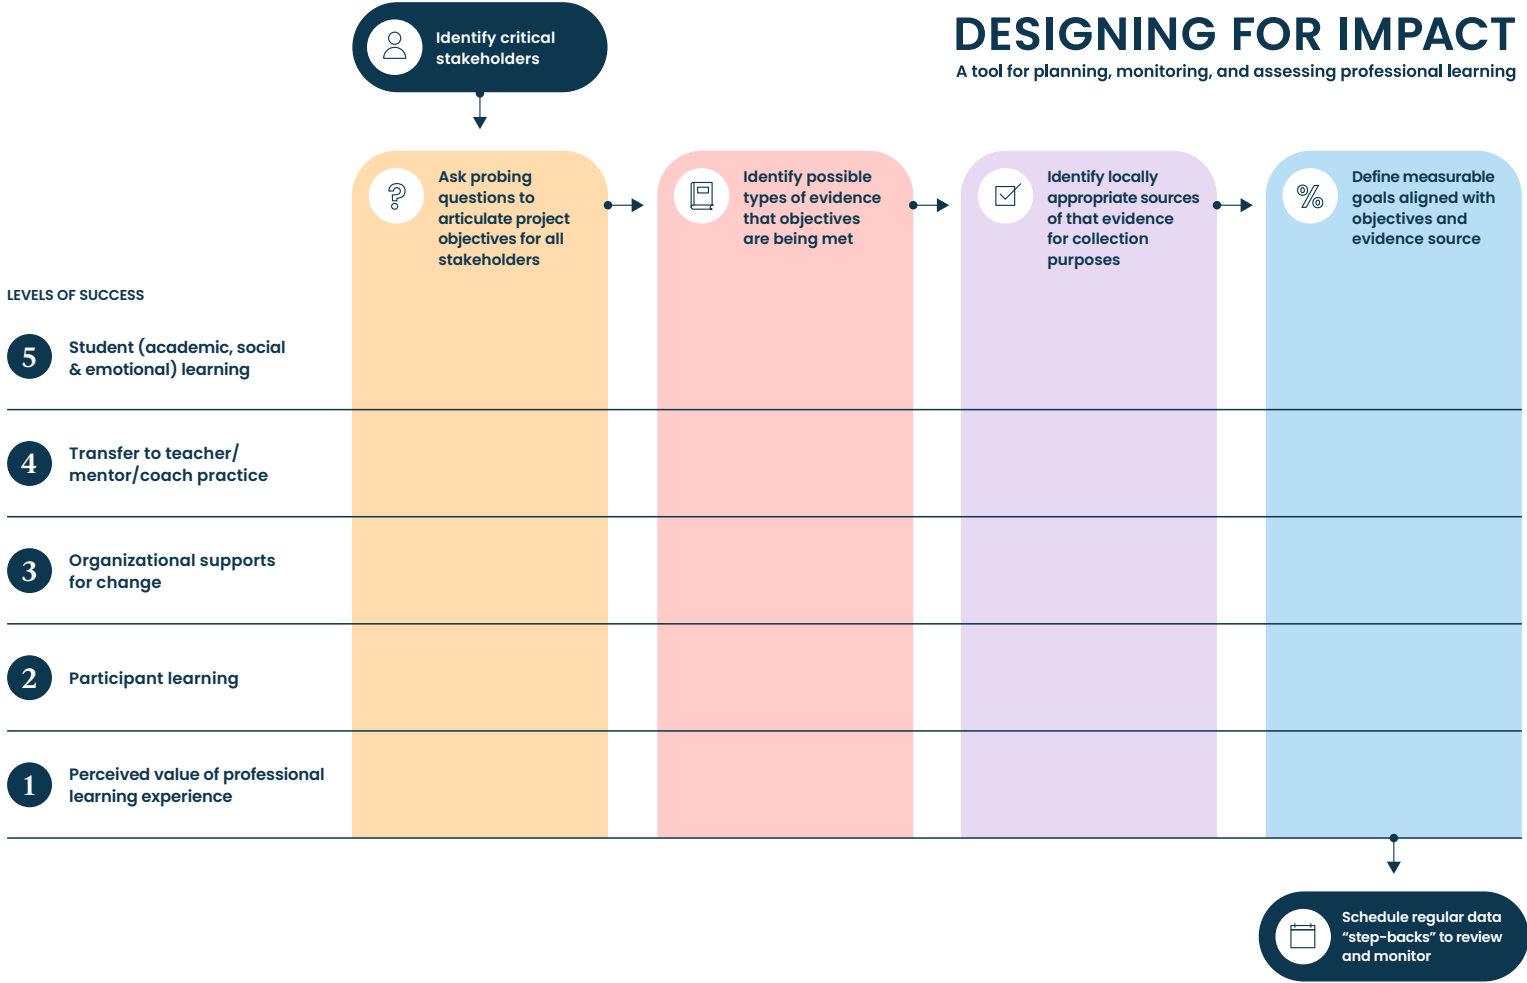 Identify critical
stakeholders
DESIGNING FOR IMPACT
A tool for planning, monitoring, and assessing professional learning
?
Ask probing
questions to
articulate project
objectives for all
stakeholders
Identify possible
types of evidence
that objectives
are being met
Identify locally
appropriate sources
of that evidence
for collection
purposes
%
Define measurable
goals aligned with
objectives and
evidence source
LEVELS OF SUCCESS
5
Student (academic, social
& emotional) learning
4
Transfer to teacher/
mentor/coach practice
3
Organizational supports
for change
2
Participant learning
1
Perceived value of professional
learning experience
Schedule regular data
“step-backs” to review
and monitor